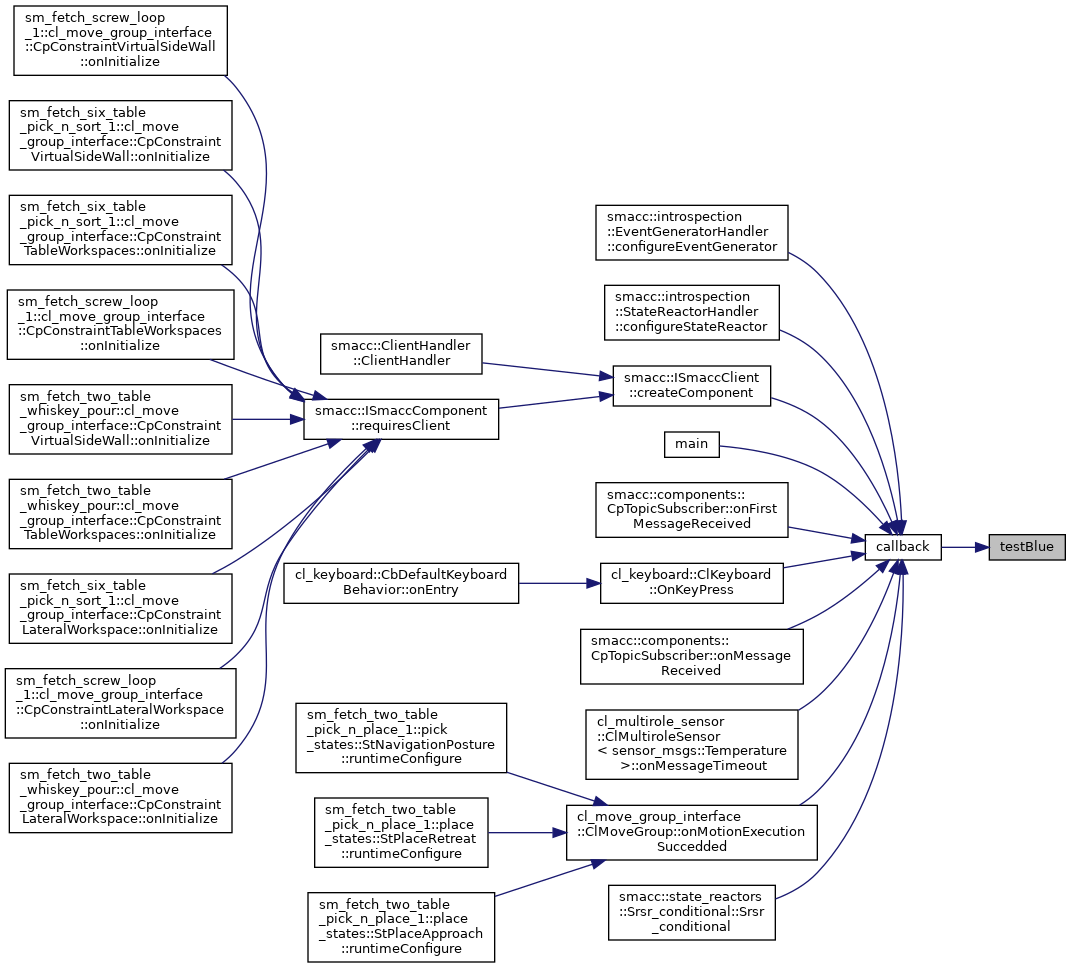 sm_fetch_screw_loop
_1::cl_move_group_interface
::CpConstraintVirtualSideWall
::onInitialize
sm_fetch_six_table
_pick_n_sort_1::cl_move
_group_interface::CpConstraint
VirtualSideWall::onInitialize
sm_fetch_six_table
_pick_n_sort_1::cl_move
_group_interface::CpConstraint
TableWorkspaces::onInitialize
sm_fetch_screw_loop
_1::cl_move_group_interface
::CpConstraintTableWorkspaces
::onInitialize
sm_fetch_two_table
_whiskey_pour::cl_move
_group_interface::CpConstraint
VirtualSideWall::onInitialize
sm_fetch_two_table
_whiskey_pour::cl_move
_group_interface::CpConstraint
TableWorkspaces::onInitialize
sm_fetch_six_table
_pick_n_sort_1::cl_move
_group_interface::CpConstraint
LateralWorkspace::onInitialize
sm_fetch_screw_loop
_1::cl_move_group_interface
::CpConstraintLateralWorkspace
::onInitialize
sm_fetch_two_table
_whiskey_pour::cl_move
_group_interface::CpConstraint
LateralWorkspace::onInitialize
smacc::ClientHandler
::ClientHandler
smacc::ISmaccComponent
::requiresClient
cl_keyboard::CbDefaultKeyboard
Behavior::onEntry
sm_fetch_two_table
_pick_n_place_1::pick
_states::StNavigationPosture
::runtimeConfigure
sm_fetch_two_table
_pick_n_place_1::place
_states::StPlaceRetreat
::runtimeConfigure
sm_fetch_two_table
_pick_n_place_1::place
_states::StPlaceApproach
::runtimeConfigure
smacc::introspection
::EventGeneratorHandler
::configureEventGenerator
smacc::introspection
::StateReactorHandler
::configureStateReactor
smacc::ISmaccClient
::createComponent
main
smacc::components::
CpTopicSubscriber::onFirst
MessageReceived
cl_keyboard::ClKeyboard
::OnKeyPress
smacc::components::
CpTopicSubscriber::onMessage
Received
cl_multirole_sensor
::ClMultiroleSensor
< sensor_msgs::Temperature
>::onMessageTimeout
cl_move_group_interface
::ClMoveGroup::onMotionExecution
Succedded
smacc::state_reactors
::Srsr_conditional::Srsr
_conditional
callback
testBlue